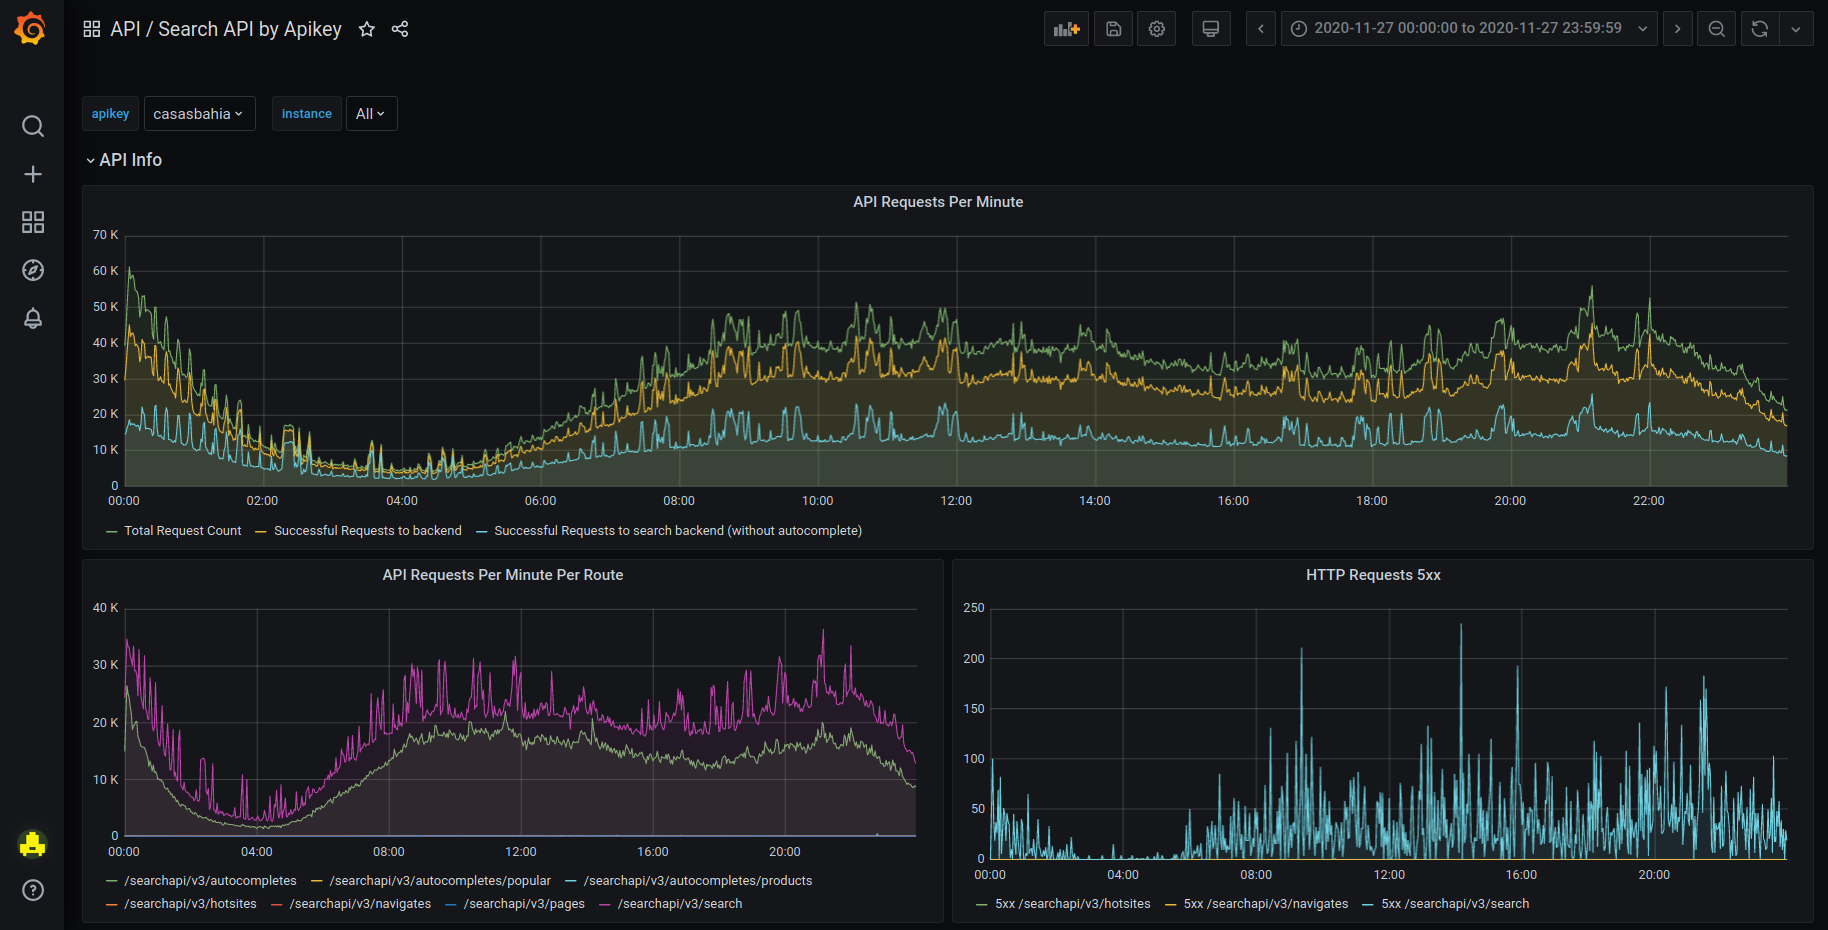 API / Search API by Apikey
2020-11-27 00:00:00 to 2020-11-27 23:59:59
apikey casasbahia instance All
API Info
API Requests Per Minute
70 K
60 K
50 K
40 K
30 K
20 K
10 K
0
00:00 02:00 04:00 06:00 08:00 10:00 12:00 14:00 16:00 18:00 20:00 22:00
Total Request Count Successful Requests to backend Successful Requests to search backend (without autocomplete)
API Requests Per Minute Per Route
40 K
30 K
20 K
10 K
0
00:00 04:00 08:00 12:00 16:00 20:00
/searchapi/v3/autocompletes /searchapi/v3/autocompletes/popular /searchapi/v3/autocompletes/products
/searchapi/v3/hotsites /searchapi/v3/navigates /searchapi/v3/pages /searchapi/v3/search
HTTP Requests 5xx
250
200
150
100
50
0
00:00 04:00 08:00 12:00 16:00 20:00
5xx /searchapi/v3/hotsites 5xx /searchapi/v3/navigates 5xx /searchapi/v3/search